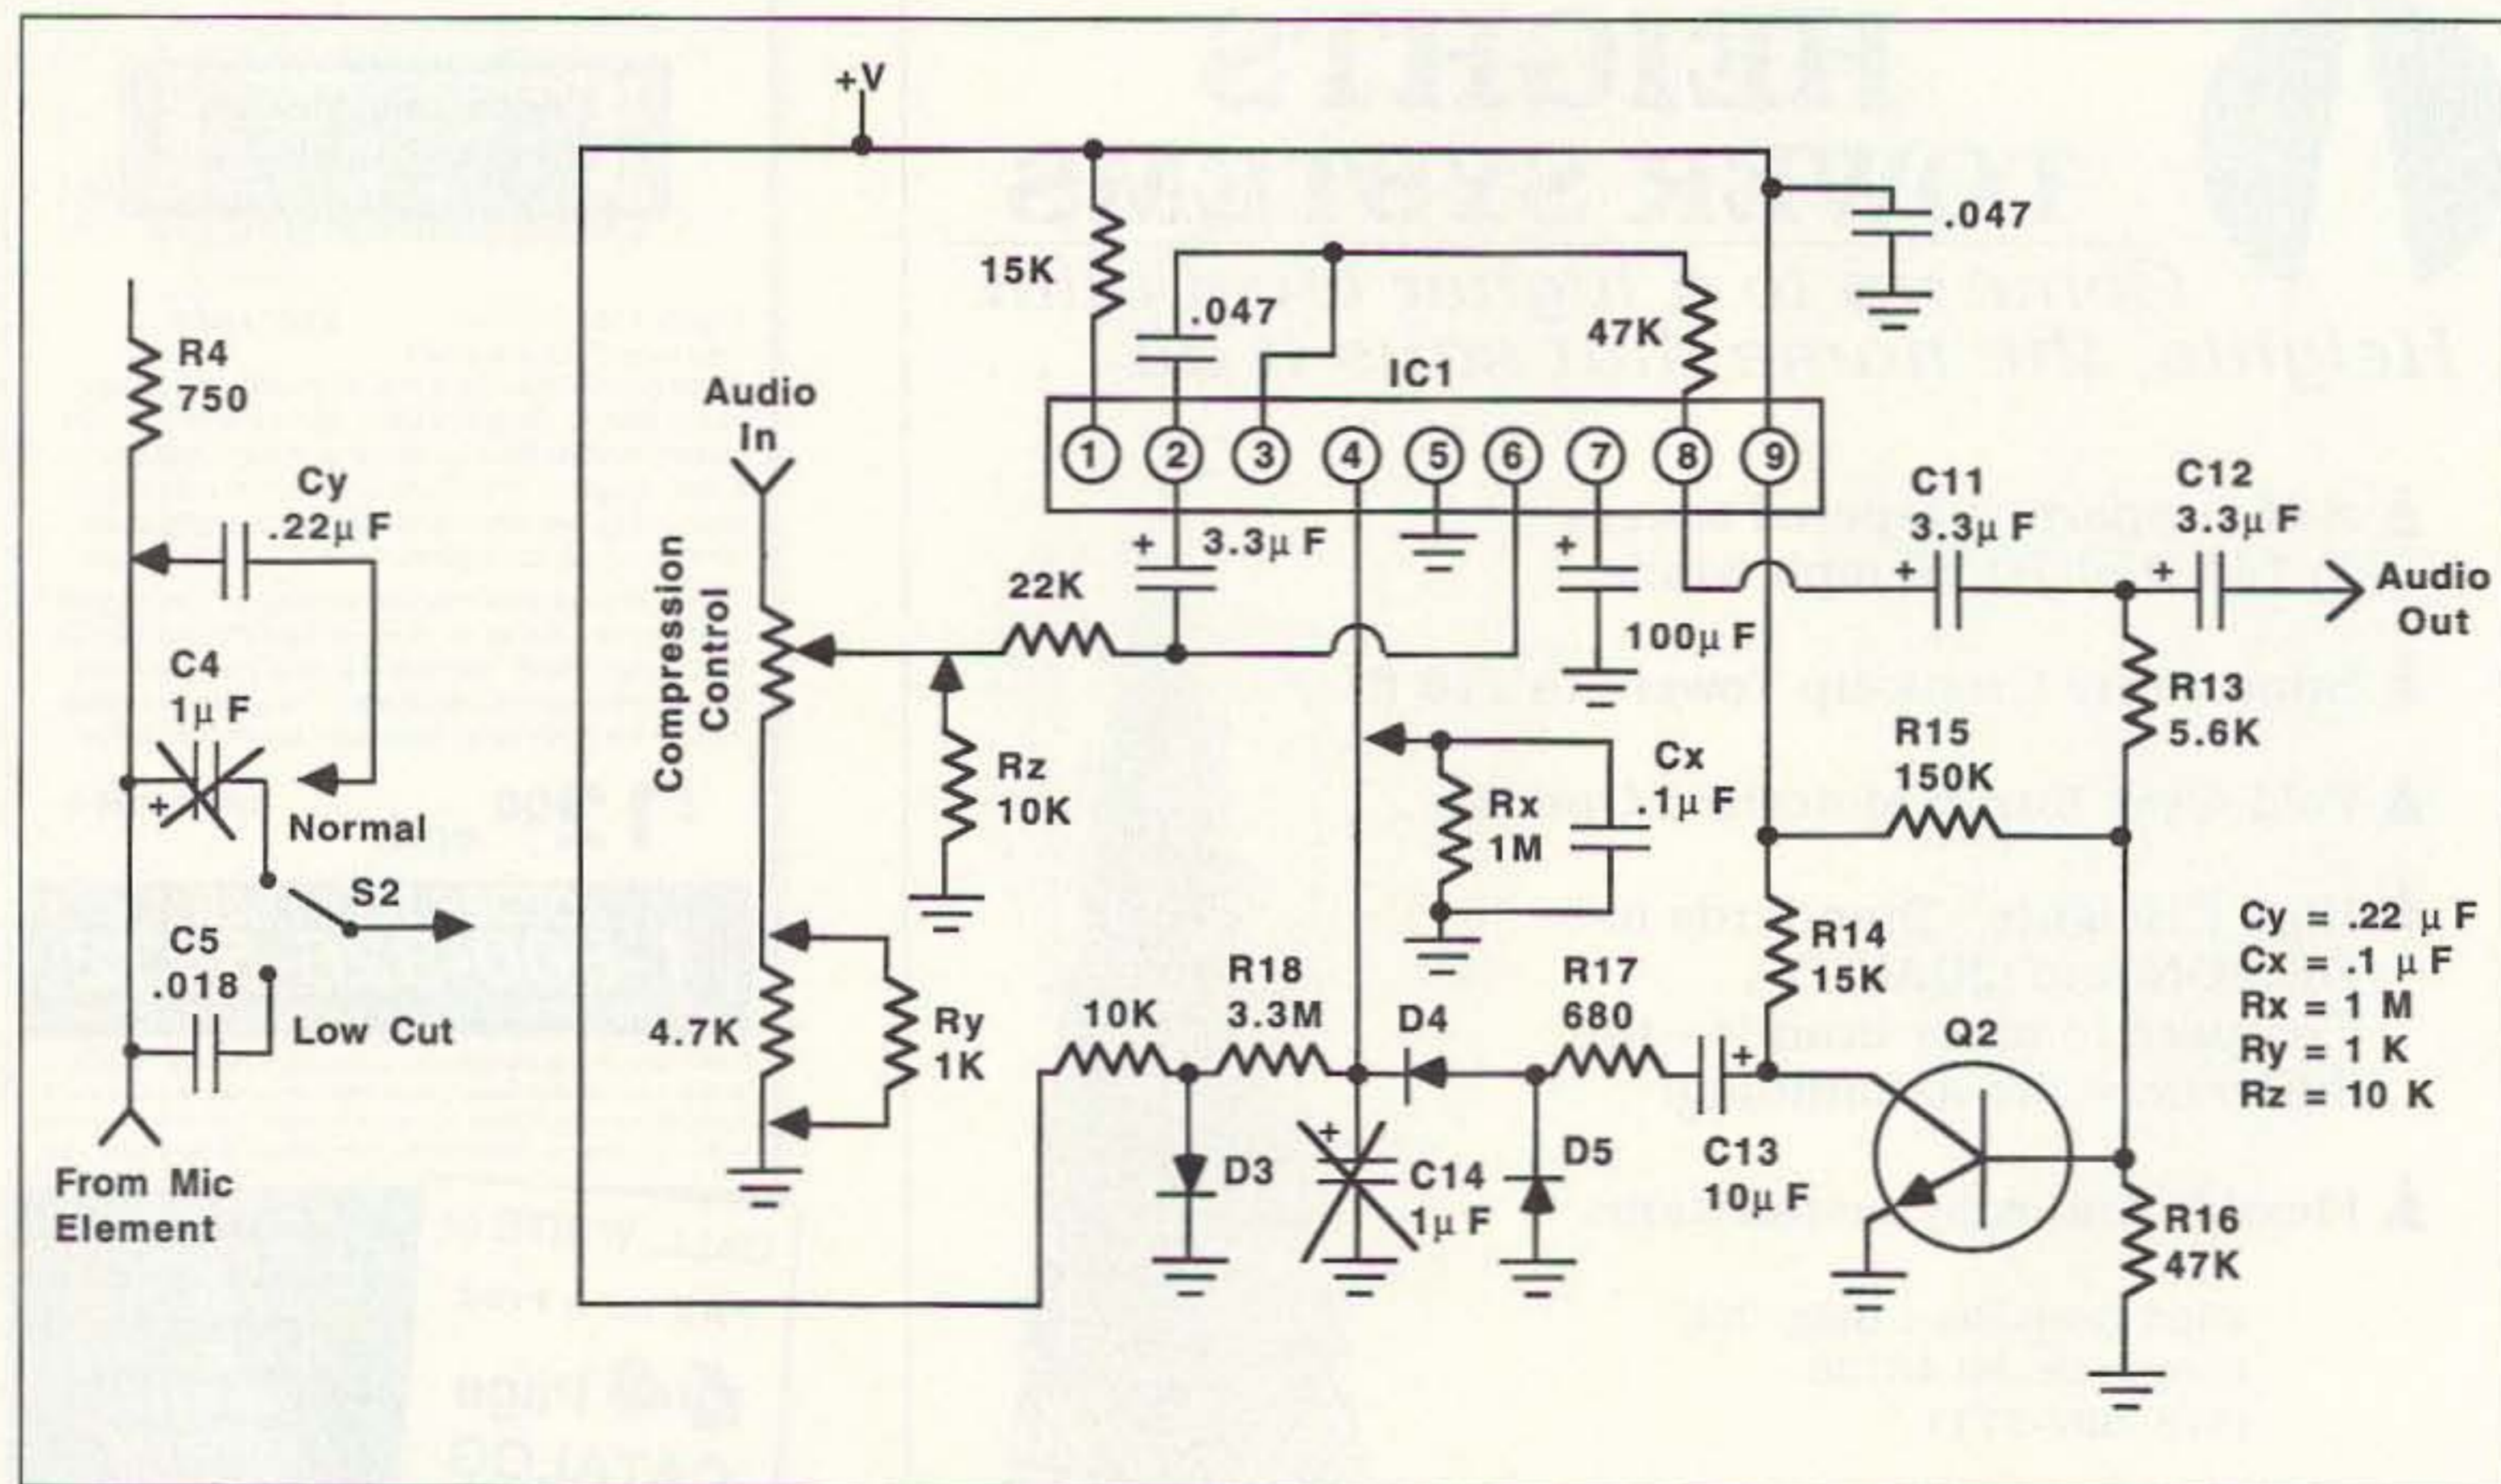 +V
15K
.047
.047
47K
IC1
R4
750
Audio
In
1 2 3 4 5 6 7 8 9
Cy
.22μ F
C11
3.3μ F
C12
3.3μ F
+ 3.3μ F
+
+
+
Audio
Out
22K
100μ F
Compression
Control
C4
1μ F
+
Normal
S2
C5
.018
Low Cut
Rz
10K
Cx
.1μ F
Rx
1M
R15
150K
R13
5.6K
R14
15K
Cy = .22 μ F
Cx = .1 μ F
Rx = 1 M
Ry = 1 K
Rz = 10 K
4.7K
Ry
1K
10K
R18
3.3M
D4
R17
680
+
Q2
From Mic
Element
D3
+
C14
1μ F
D5
C13
10μ F
R16
47K